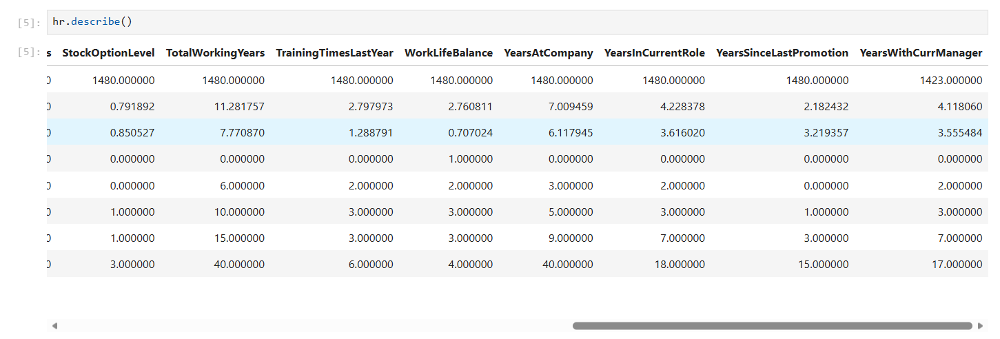 [5]: hr.describe()
[5]: s StockOptionLevel TotalWorkingYears TrainingTimesLastYear WorkLifeBalance YearsAtCompany YearsInCurrentRole YearsSinceLastPromotion YearsWithCurrManager
0 1480.000000 1480.000000 1480.000000 1480.000000 1480.000000 1480.000000 1480.000000 1423.000000
0 0.791892 11.281757 2.797973 2.760811 7.009459 4.228378 2.182432 4.118060
0 0.850527 7.770870 1.288791 0.707024 6.117945 3.616020 3.219357 3.555484
0 0.000000 0.000000 0.000000 1.000000 0.000000 0.000000 0.000000 0.000000
0 0.000000 6.000000 2.000000 2.000000 3.000000 2.000000 0.000000 2.000000
0 1.000000 10.000000 3.000000 3.000000 5.000000 3.000000 1.000000 3.000000
0 1.000000 15.000000 3.000000 3.000000 9.000000 7.000000 3.000000 7.000000
0 3.000000 40.000000 6.000000 4.000000 40.000000 18.000000 15.000000 17.000000